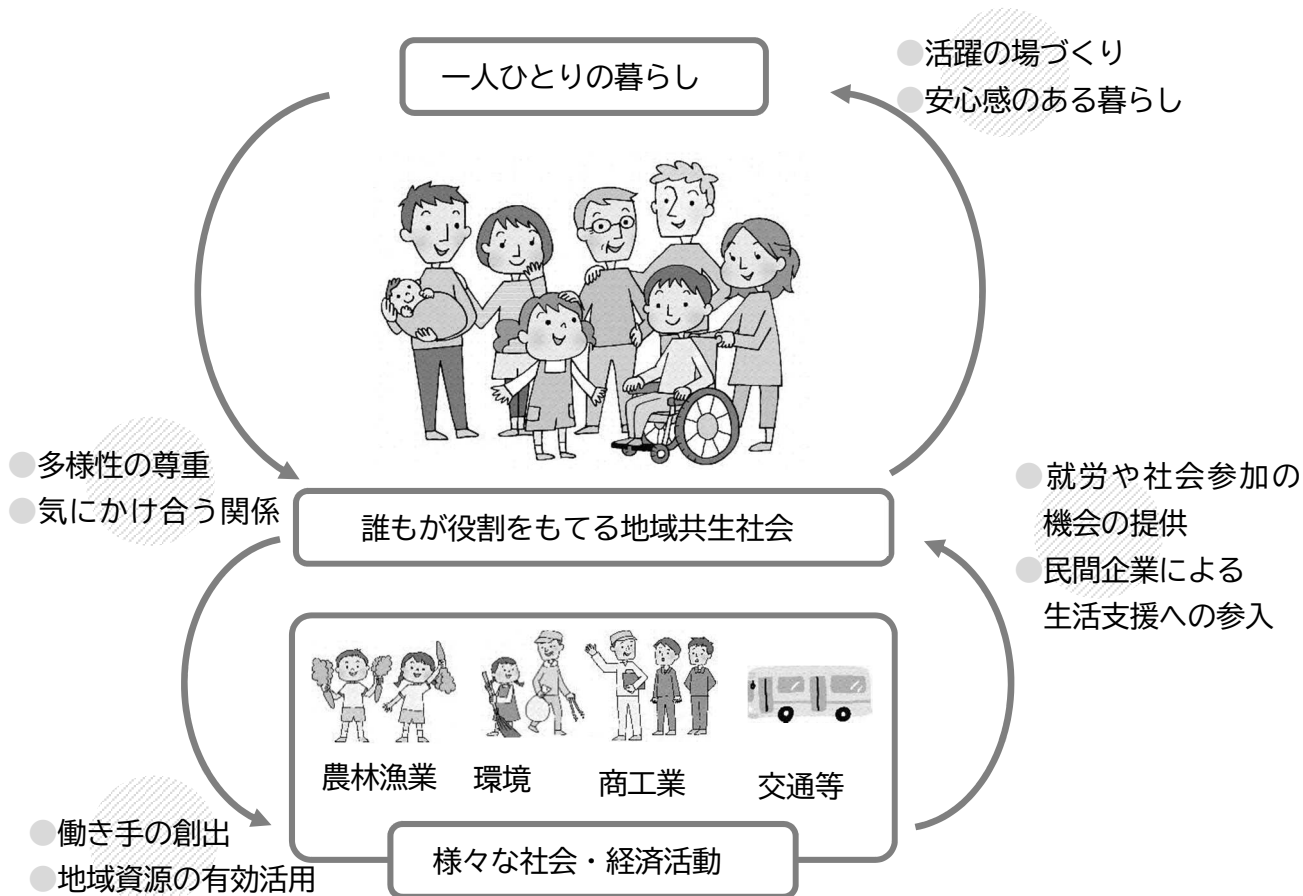 一人ひとりの暮らし
●活躍の場づくり
●安心感のある暮らし
●多様性の尊重
●気にかけ合う関係
誰もが役割をもてる地域共生社会
●就労や社会参加の
機会の提供
●民間企業による
生活支援への参入
農林漁業
環境
商工業
交通等
●働き手の創出
●地域資源の有効活用
様々な社会・経済活動